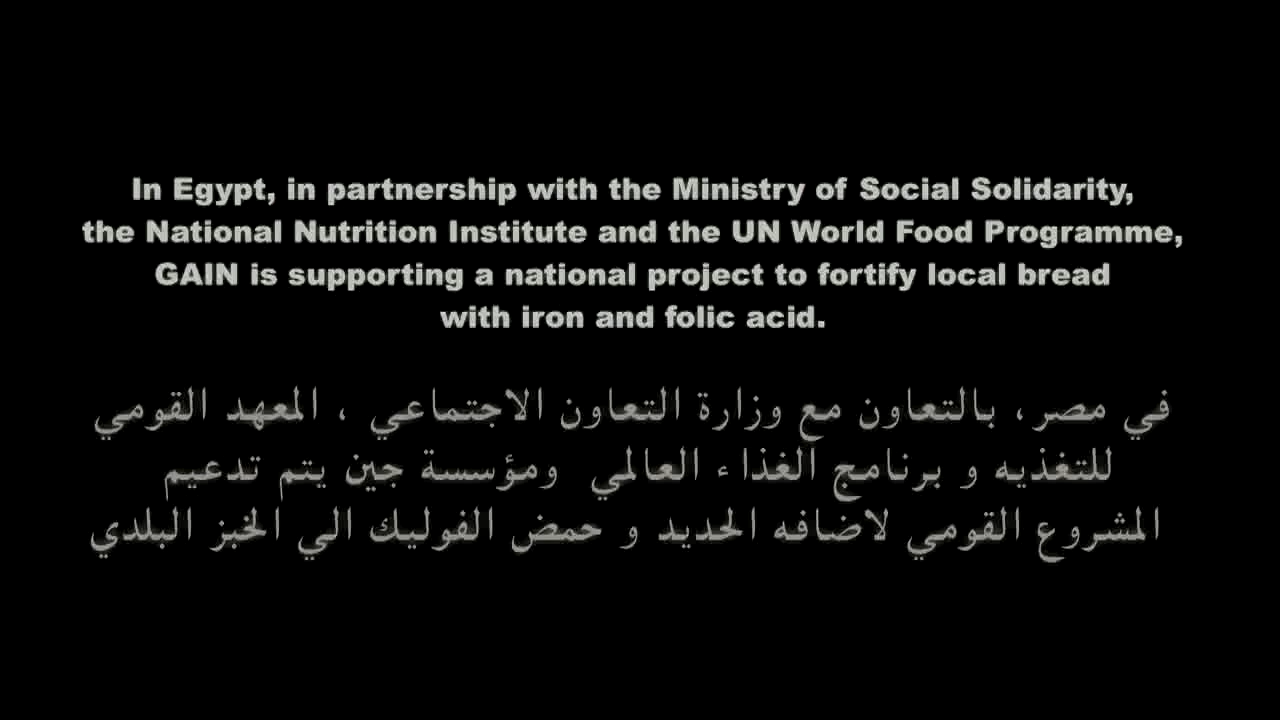 In Egypt, in partnership with the Ministry of Social Solidarity,
the National Nutrition Institute and the UN World Food Programme,
GAIN is supporting a national project to fortify local bread
with iron and folic acid.
في مصر، بالتعاون مع وزارة التعاون الاجتماعي ، المعهد القومي
للتغذيه و برنامج الغذاء العالمي ومؤسسة جين يتم تدعيم
المشروع القومي لاضافه الحديد و حمض الفوليك الي الخبز البلدي